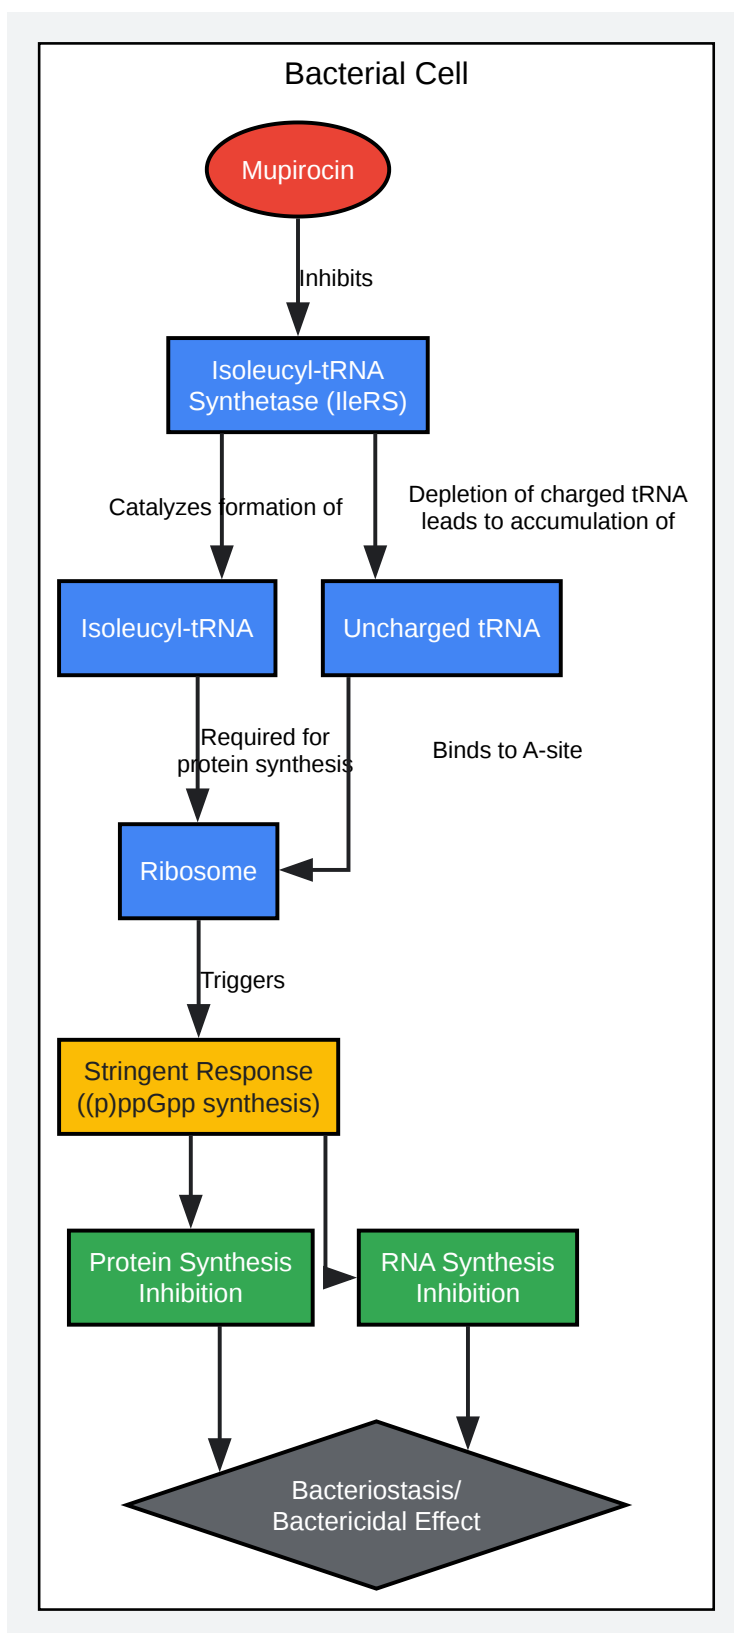 Bacterial Cell
Mupirocin
Inhibits
Isoleucyl-tRNA
Synthetase (IleRS)
Catalyzes formation of
Depletion of charged tRNA
leads to accumulation of
Isoleucyl-tRNA
Uncharged tRNA
Required for
protein synthesis
Binds to A-site
Ribosome
Triggers
Stringent Response
((p)ppGpp synthesis)
Protein Synthesis
Inhibition
RNA Synthesis
Inhibition
Bacteriostasis/
Bactericidal Effect